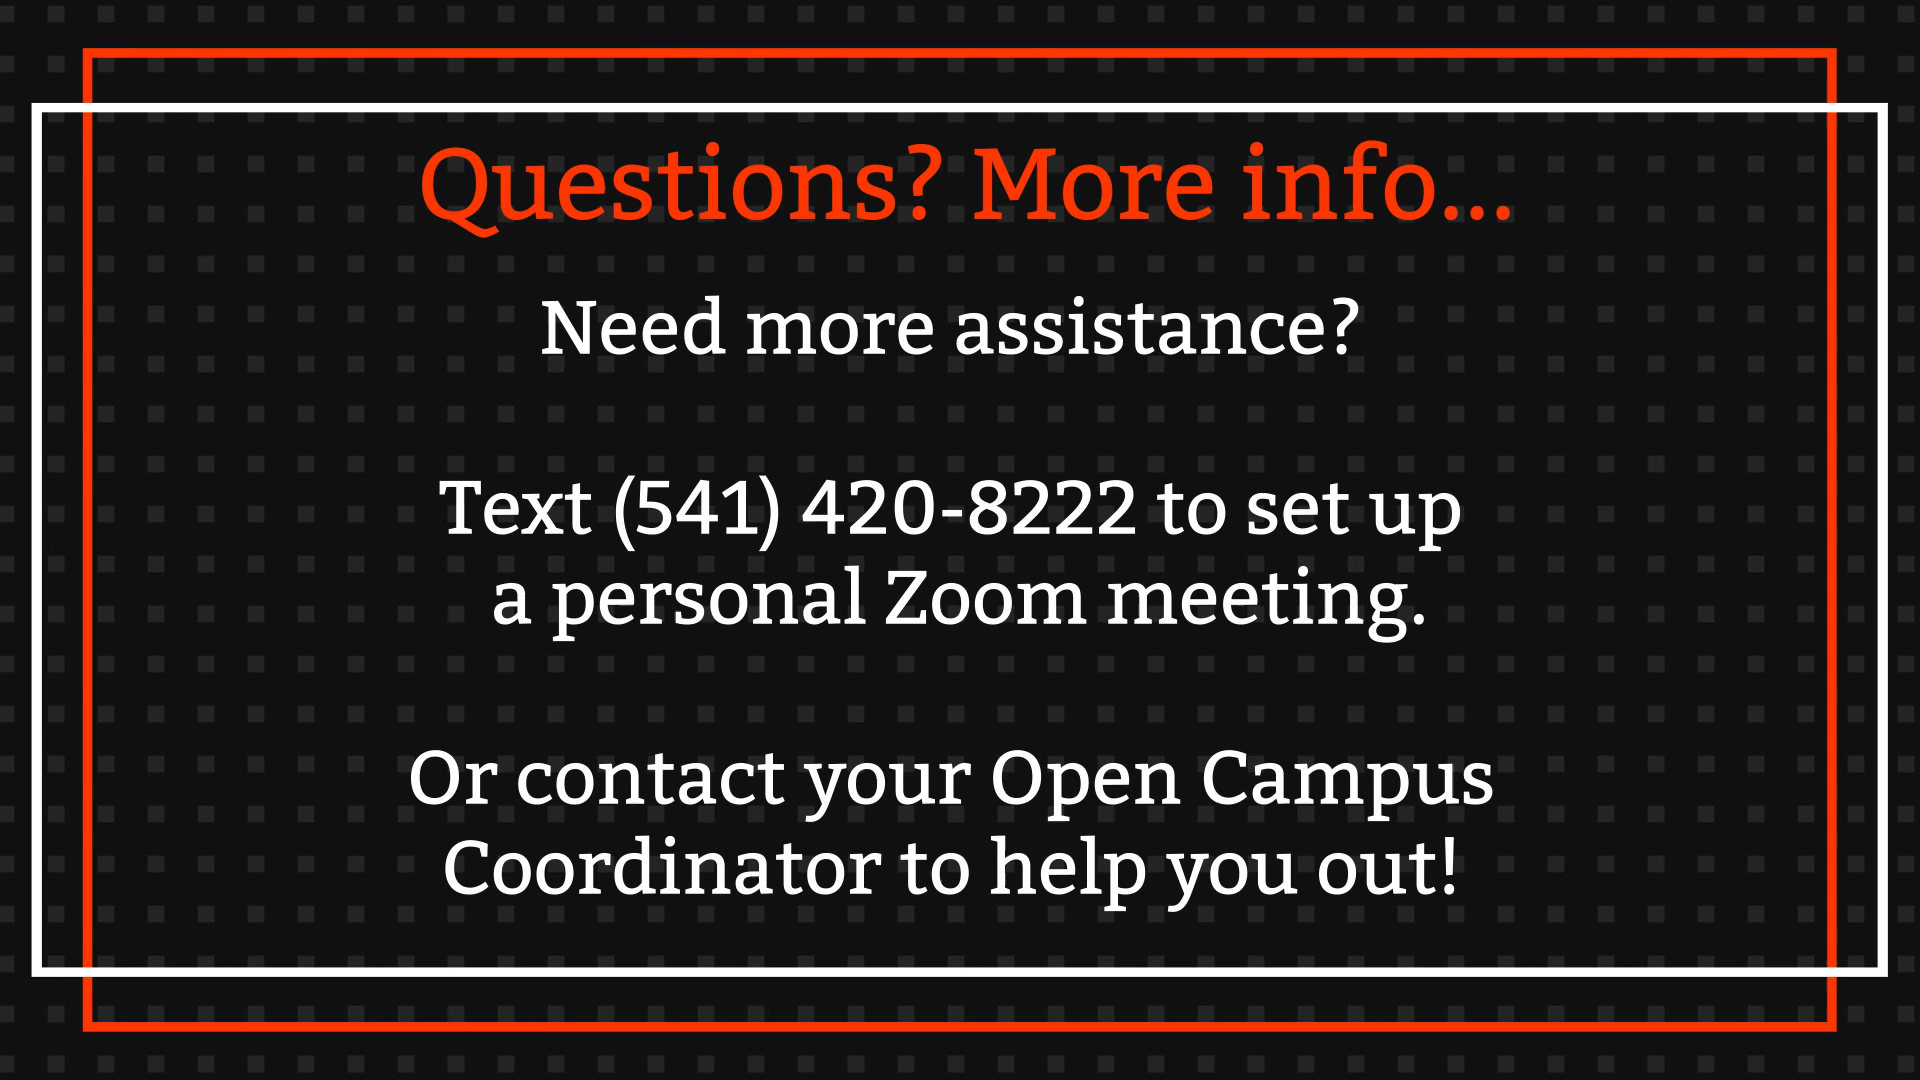 Questions? More info...
Need more assistance?
Text (541) 420-8222 to set up
a personal Zoom meeting.
Or contact your Open Campus
Coordinator to help you out!